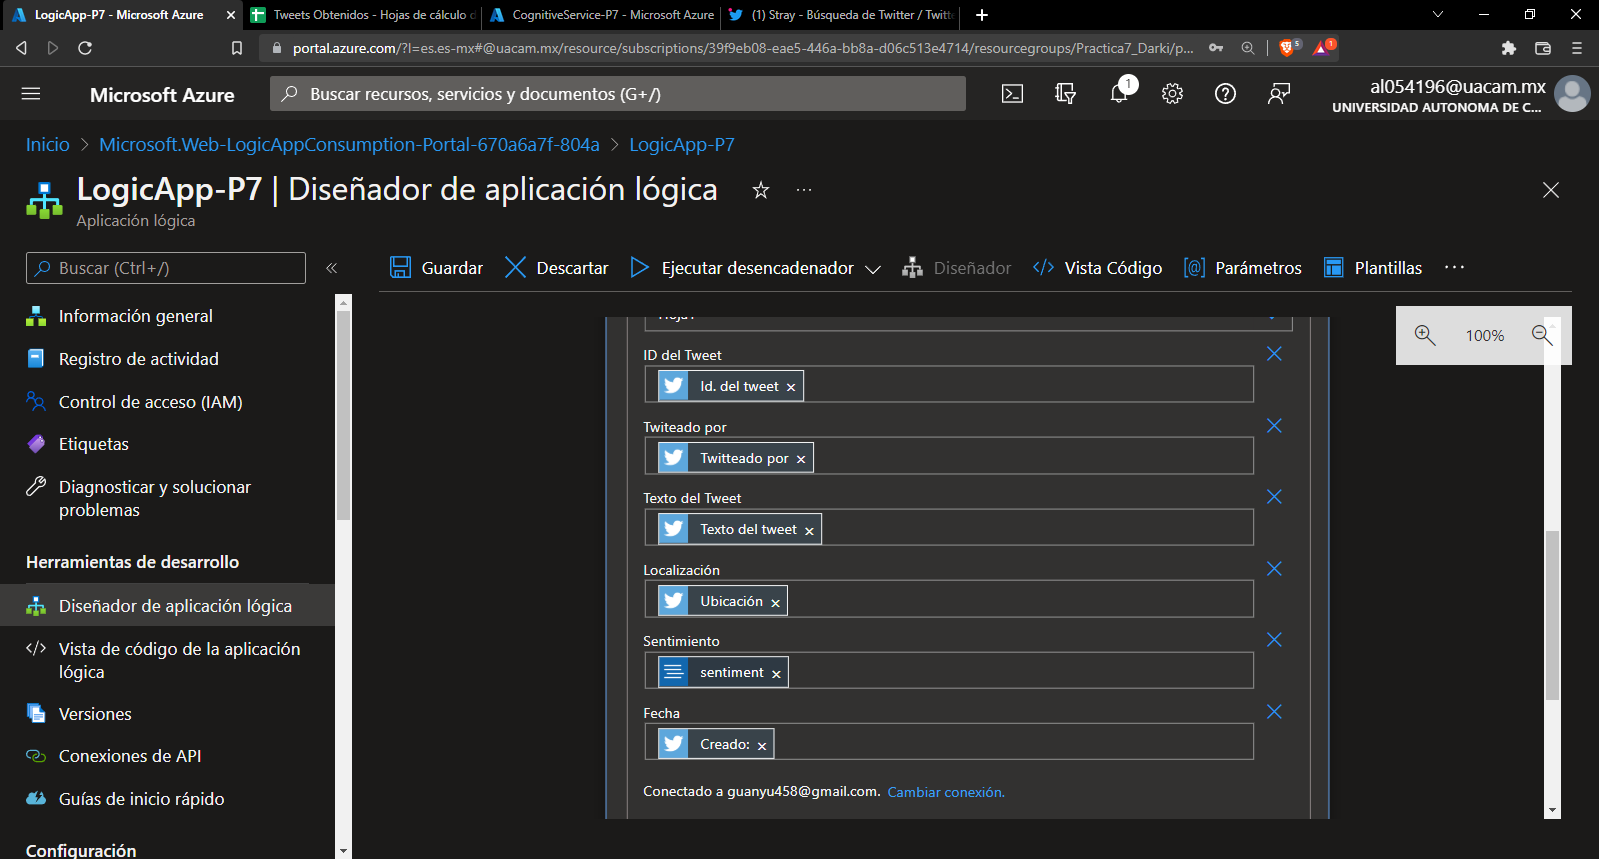 LogicApp-P7 - Microsoft Azure
Tweets Obtenidos - Hojas de cálculo d
CognitiveService-P7 - Microsoft Azure
(1) Stray - Búsqueda de Twitter / Twitt
portal.azure.com/?l=es.es-mx#@uacam.mx/resource/subscriptions/39f9eb08-eae5-446a-bb8a-d06c513e4714/resourcegroups/Practica7_Darki/p...
5
1
Microsoft Azure
Buscar recursos, servicios y documentos (G+/)
1
al054196@uacam.mx
UNIVERSIDAD AUTONOMA DE C...
Inicio > Microsoft.Web-LogicAppConsumption-Portal-670a6a7f-804a > LogicApp-P7
LogicApp-P7 | Diseñador de aplicación lógica
Aplicación lógica
Buscar (Ctrl+/)
Guardar
Descartar
Ejecutar desencadenador
Diseñador
Vista Código
Parámetros
Plantillas
Información general
Registro de actividad
Control de acceso (IAM)
Etiquetas
Diagnosticar y solucionar
problemas
Herramientas de desarrollo
Diseñador de aplicación lógica
Vista de código de la aplicación
lógica
Versiones
Conexiones de API
Guías de inicio rápido
Configuración
100%
ID del Tweet
Id. del tweet
Twiteado por
Twitteado por
Texto del Tweet
Texto del tweet
Localización
Ubicación
Sentimiento
sentiment
Fecha
Creado:
Conectado a guanyu458@gmail.com. Cambiar conexión.